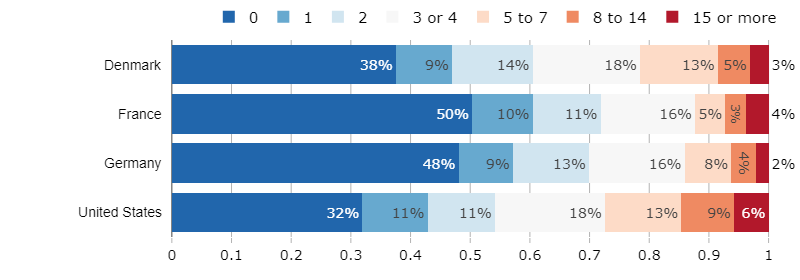 0 1 2 3 or 4 5 to 7 8 to 14 15 or more
Denmark 38% 9% 14% 18% 13% 5% 3%
France 50% 10% 11% 16% 5% 3% 4%
Germany 48% 9% 13% 16% 8% 4% 2%
United States 32% 11% 11% 18% 13% 9% 6%
0 0.1 0.2 0.3 0.4 0.5 0.6 0.7 0.8 0.9 1